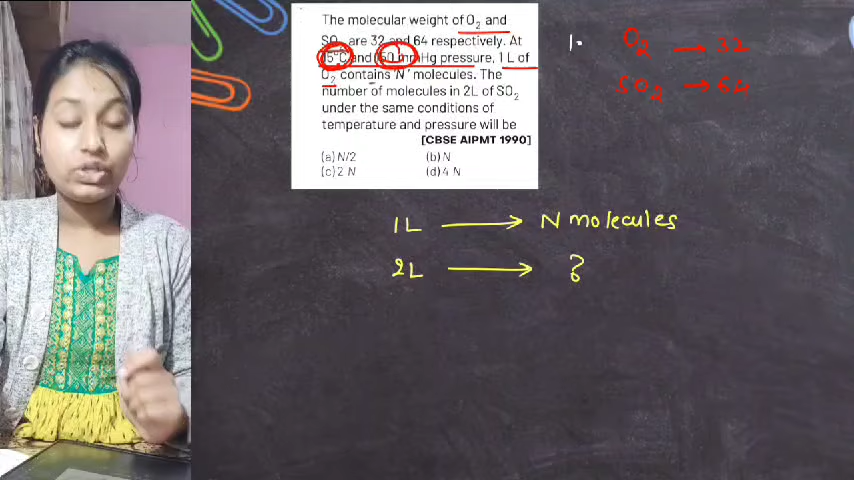 The molecular weight of O₂ and
SO₂ are 32 and 64 respectively. At
15°C and 150 mmHg pressure, 1 L of
O₂ contains 'N' molecules. The
number of molecules in 2L of SO₂
under the same conditions of
temperature and pressure will be
[CBSE AIPMT 1990]
(a) N/2 (b) N
(c) 2 N (d) 4 N
1. O₂ → 32
SO₂ → 64
1L → N molecules
2L → ?